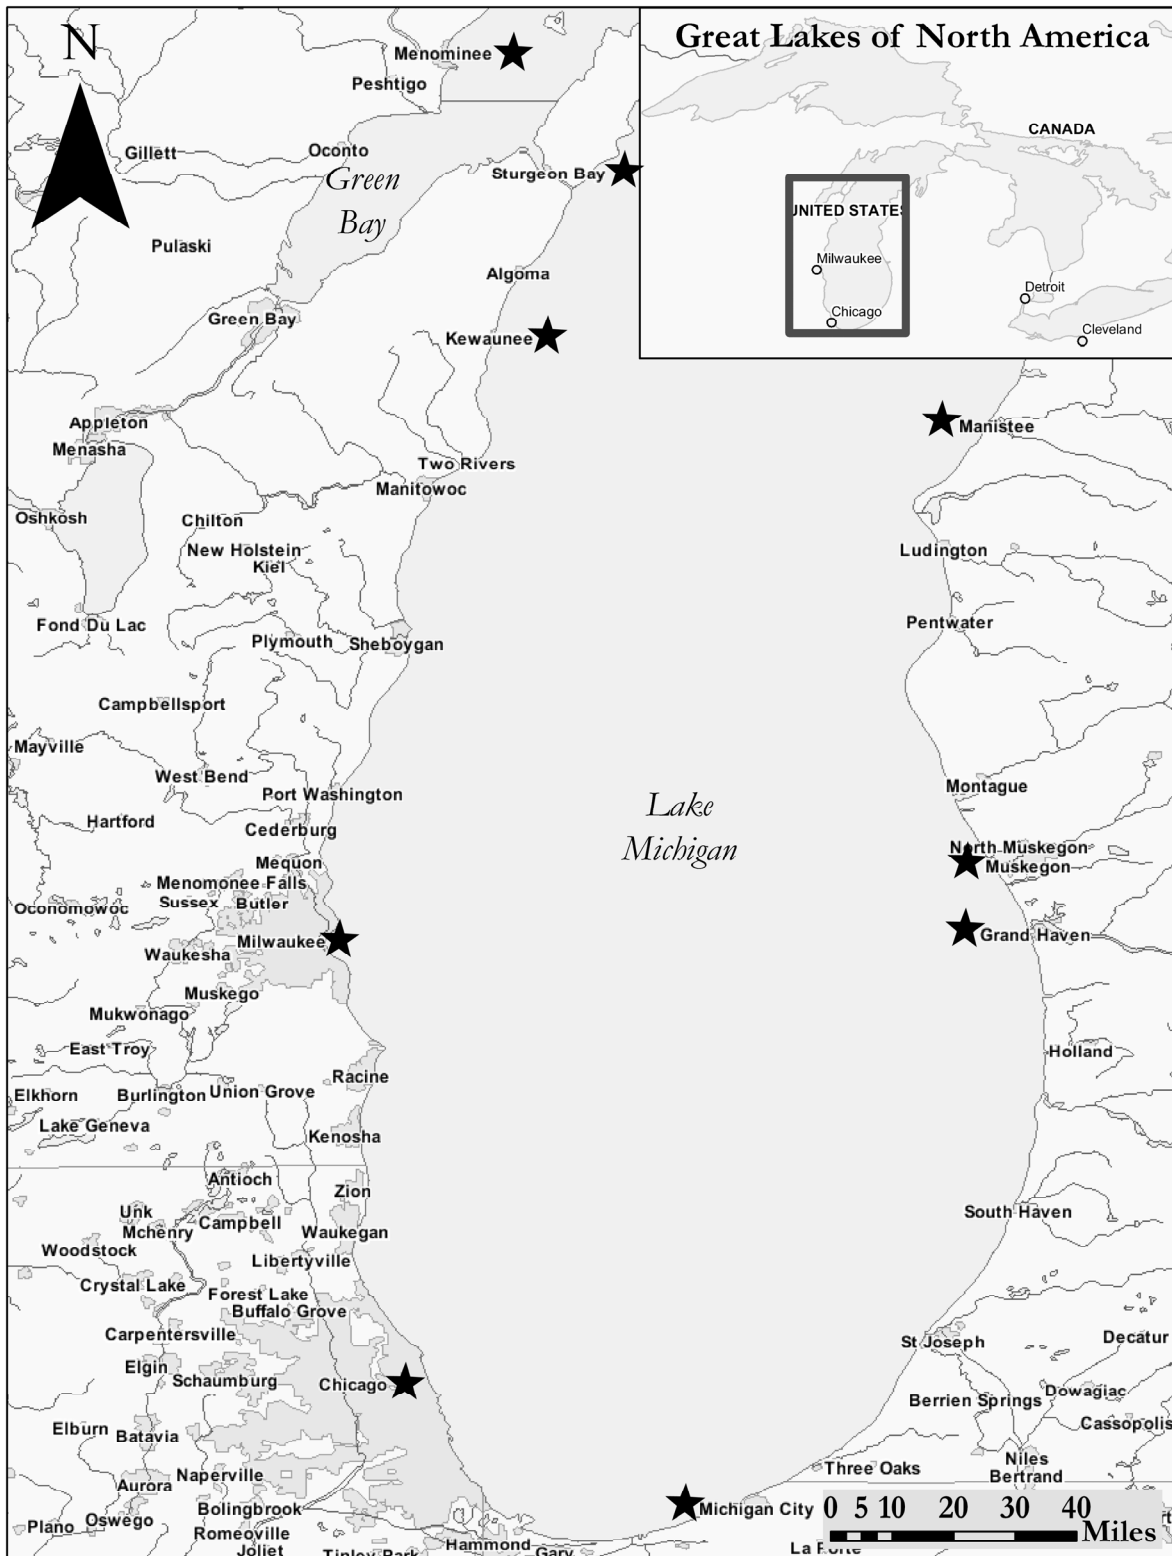 N
Great Lakes of North America
CANADA
UNITED STATES
Milwaukee
Chicago
Detroit
Cleveland
Menominee
Peshtigo
Gillett
Oconto
Green
Bay
Sturgeon Bay
Pulaski
Algoma
Green Bay
Kewaunee
Appleton
Manistee
Menasha
Two Rivers
Manitowoc
Oshkosh
Chilton
New Holstein
Kiel
Ludington
Fond Du Lac
Pentwater
Plymouth
Sheboygan
Campbellsport
Mayville
West Bend
Montague
Port Washington
Lake
Michigan
Hartford
Cederburg
North Muskegon
Muskegon
Mequon
Menomonee Falls
Sussex
Butler
Oconomowoc
Milwaukee
Grand Haven
Waukesha
Muskego
Mukwonago
East Troy
Holland
Racine
Elkhorn
Burlington
Union Grove
Lake Geneva
Kenosha
Antioch
Zion
Unk
Mchenry
Campbell
South Haven
Waukegan
Woodstock
Libertyville
Crystal Lake
Forest Lake
Buffalo Grove
Carpentersville
St Joseph
Decatur
Elgin
Schaumburg
Chicago
Berrien Springs
Dowagiac
Elburn
Batavia
Cassopolis
Three Oaks
Niles
Bertrand
Naperville
Aurora
Bolingbrook
Michigan City
Plano
Oswego
Romeoville
Joliet
Tinley Park
Hammond
Gary
La Porte
0 5 10 20 30 40
Miles